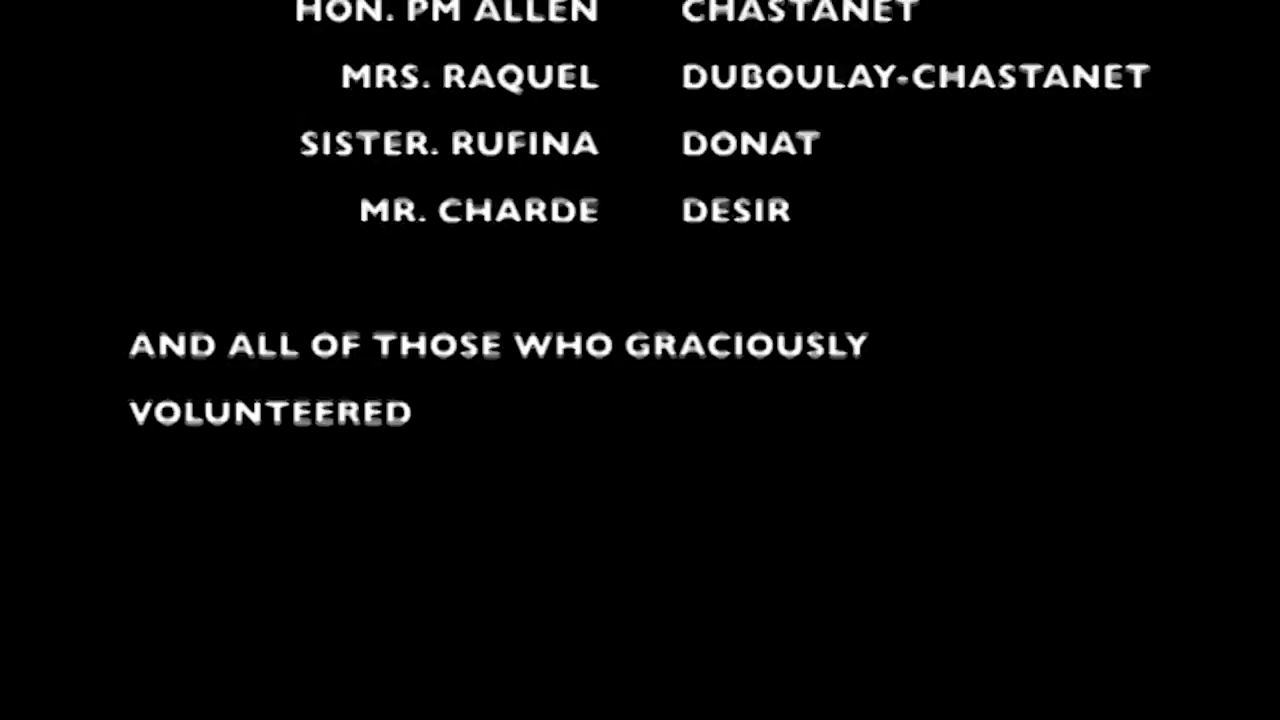 HON. PM ALLEN CHASTANET
MRS. RAQUEL DUBOULAY-CHASTANET
SISTER. RUFINA DONAT
MR. CHARDE DESIR
AND ALL OF THOSE WHO GRACIOUSLY
VOLUNTEERED